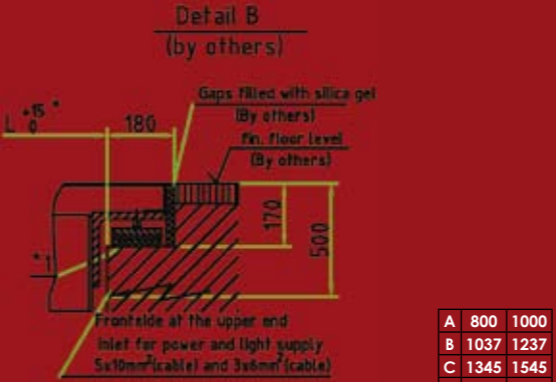 Detail B
(by others)
Gaps filled with silica gel
(By others)
L +15 0
180
fin. floor level
(By others)
170
500
Frontside at the upper end
Inlet for power and light supply
5x10mm²(cable) and 3x6mm²(cable)
A 800 1000
B 1037 1237
C 1345 1545